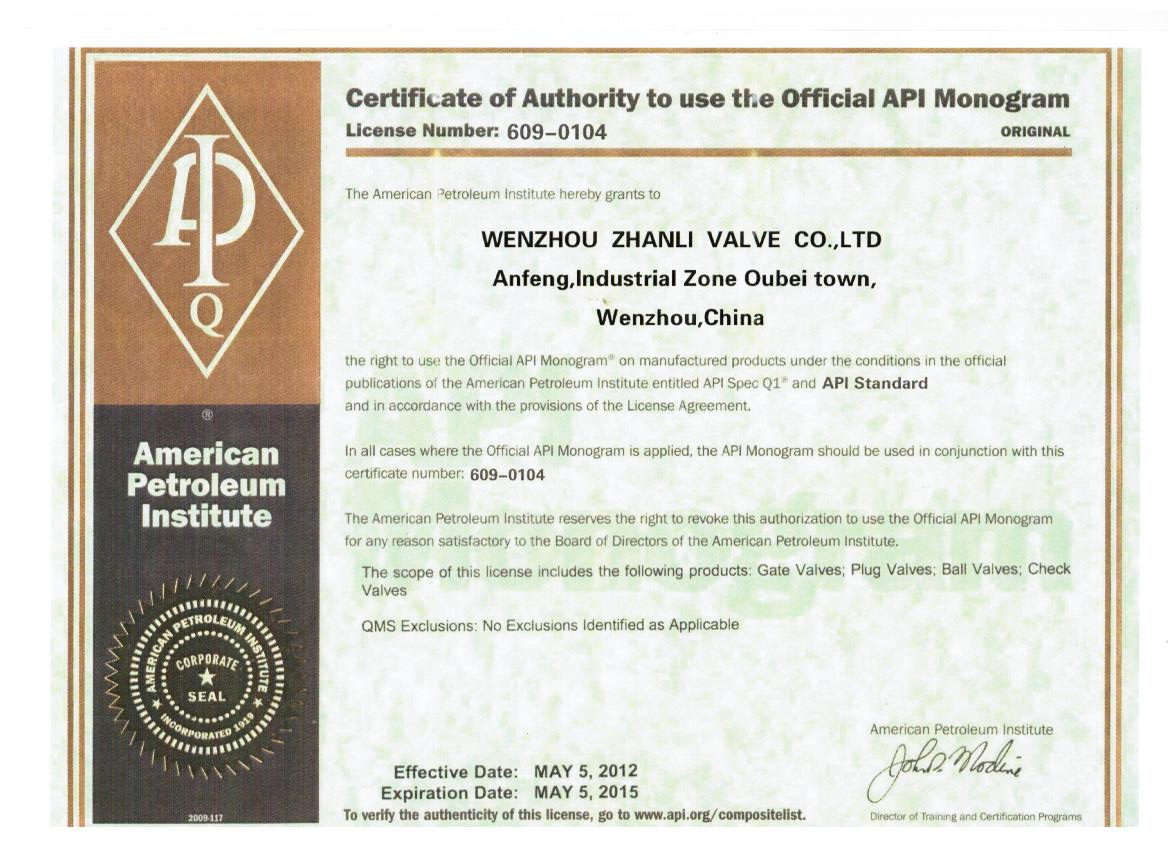 Certificate of Authority to use the Official API Monogram
License Number: 609-0104
ORIGINAL
The American Petroleum Institute hereby grants to
WENZHOU ZHANLI VALVE CO.,LTD
Anfeng,Industrial Zone Oubei town,
Wenzhou,China
the right to use the Official API Monogram® on manufactured products under the conditions in the official
publications of the American Petroleum Institute entitled API Spec Q1® and API Standard
and in accordance with the provisions of the License Agreement.
In all cases where the Official API Monogram is applied, the API Monogram should be used in conjunction with this
certificate number: 609-0104
The American Petroleum Institute reserves the right to revoke this authorization to use the Official API Monogram
for any reason satisfactory to the Board of Directors of the American Petroleum Institute.
The scope of this license includes the following products: Gate Valves; Plug Valves; Ball Valves; Check
Valves
QMS Exclusions: No Exclusions Identified as Applicable
API
Monogram
American Petroleum Institute
John D. Modine
Director of Training and Certification Programs
Effective Date: MAY 5, 2012
Expiration Date: MAY 5, 2015
To verify the authenticity of this license, go to www.api.org/compositelist.
API
Q
®
American
Petroleum
Institute
AMERICAN PETROLEUM INSTITUTE
CORPORATE
SEAL
INCORPORATED 1919
2009-117